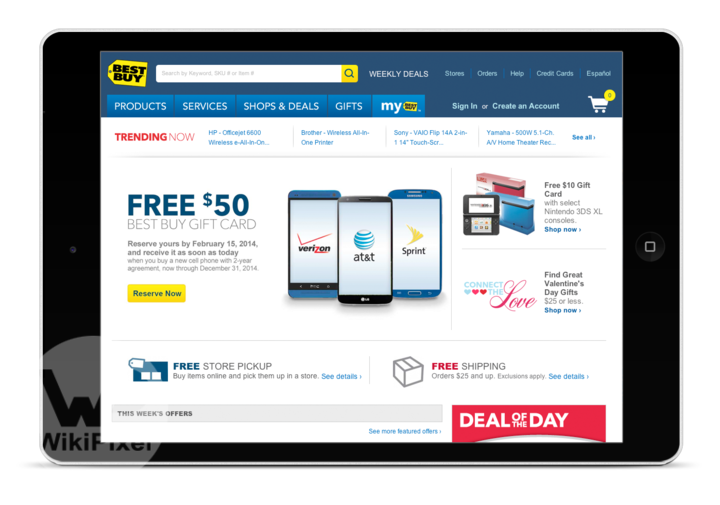 BEST BUY
Search by Keyword, SKU # or Item #
WEEKLY DEALS
Stores
Orders
Help
Credit Cards
Español
PRODUCTS
SERVICES
SHOPS & DEALS
GIFTS
my BEST BUY
Sign In or Create an Account
0
TRENDING NOW
HP - Officejet 6600
Wireless e-All-In-On...
Brother - Wireless All-In-
One Printer
Sony - VAIO Flip 14A 2-in-
1 14" Touch-Scr...
Yamaha - 500W 5.1-Ch.
A/V Home Theater Rec...
See all ›
FREE $50
BEST BUY GIFT CARD
Reserve yours by February 15, 2014,
and receive it as soon as today
when you buy a new cell phone with 2-year
agreement, now through December 31, 2014.
Reserve Now
verizon
at&t
Sprint
LG
Free $10 Gift
Card
with select
Nintendo 3DS XL
consoles.
Shop now ›
CONNECT
THE
Love
Find Great
Valentine's
Day Gifts
$25 or less.
Shop now ›
FREE STORE PICKUP
Buy items online and pick them up in a store. See details ›
FREE SHIPPING
Orders $25 and up. Exclusions apply. See details ›
THIS WEEK'S OFFERS
See more featured offers ›
DEAL OF THE DAY
W
WikiPixel